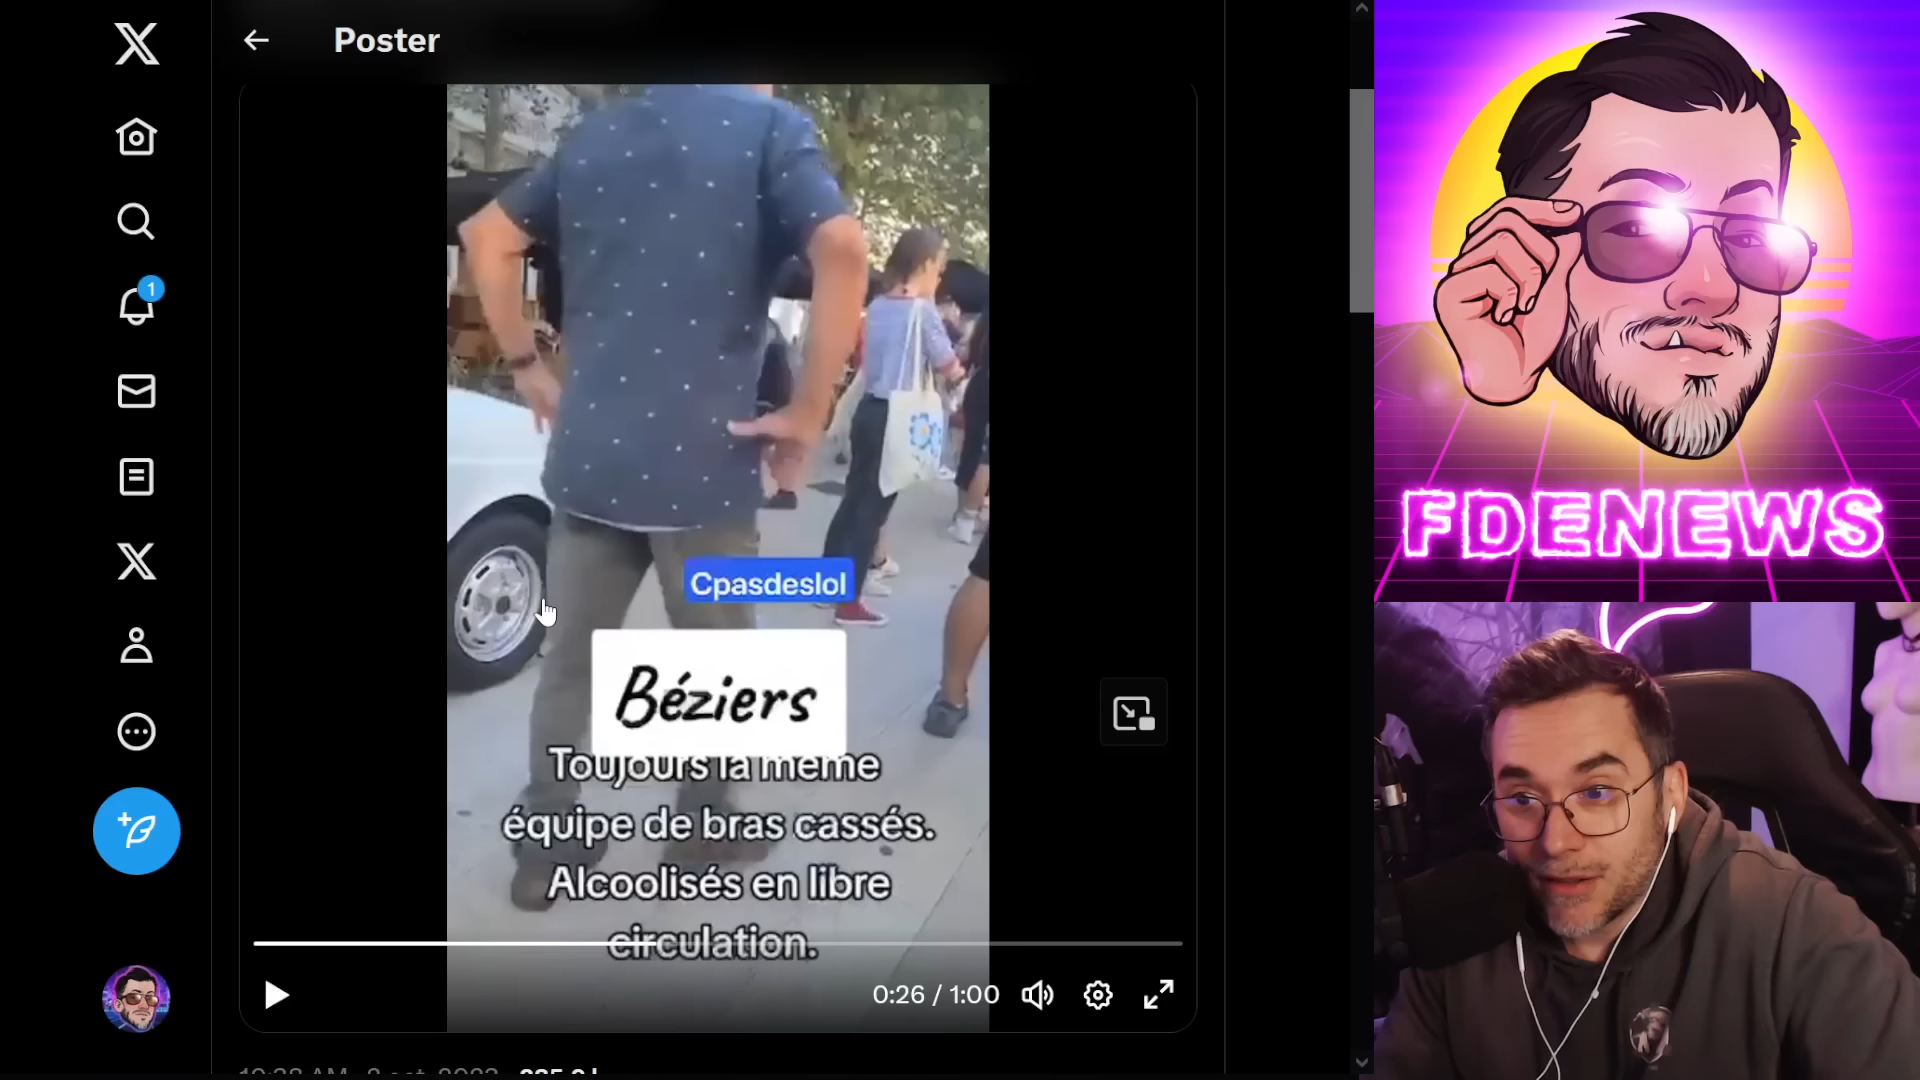 Poster
1
Cpasdeslol
Béziers
Toujours la même
équipe de bras cassés.
Alcoolisés en libre
circulation.
0:26 / 1:00
FDENEWS